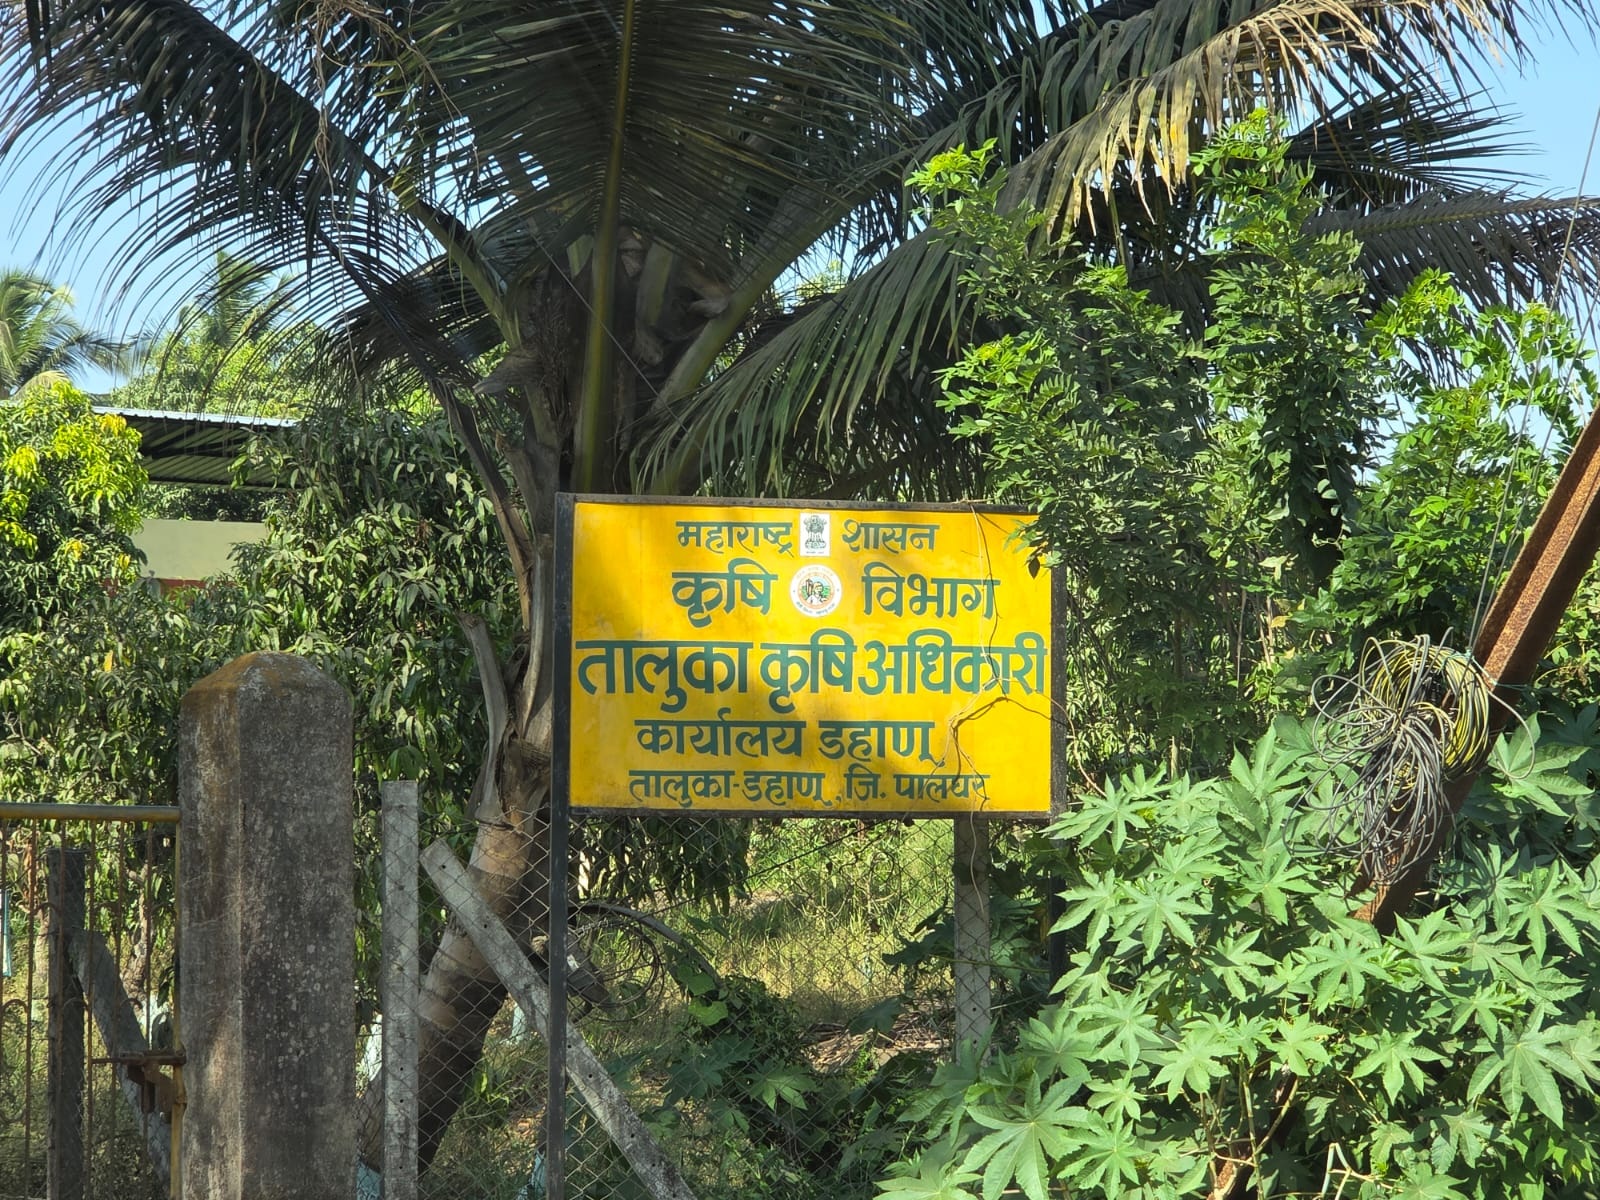 महाराष्ट्र शासन
कृषि विभाग
तालुका कृषि अधिकारी
कार्यालय डहाणू
तालुका-डहाणू, जि. पालघर